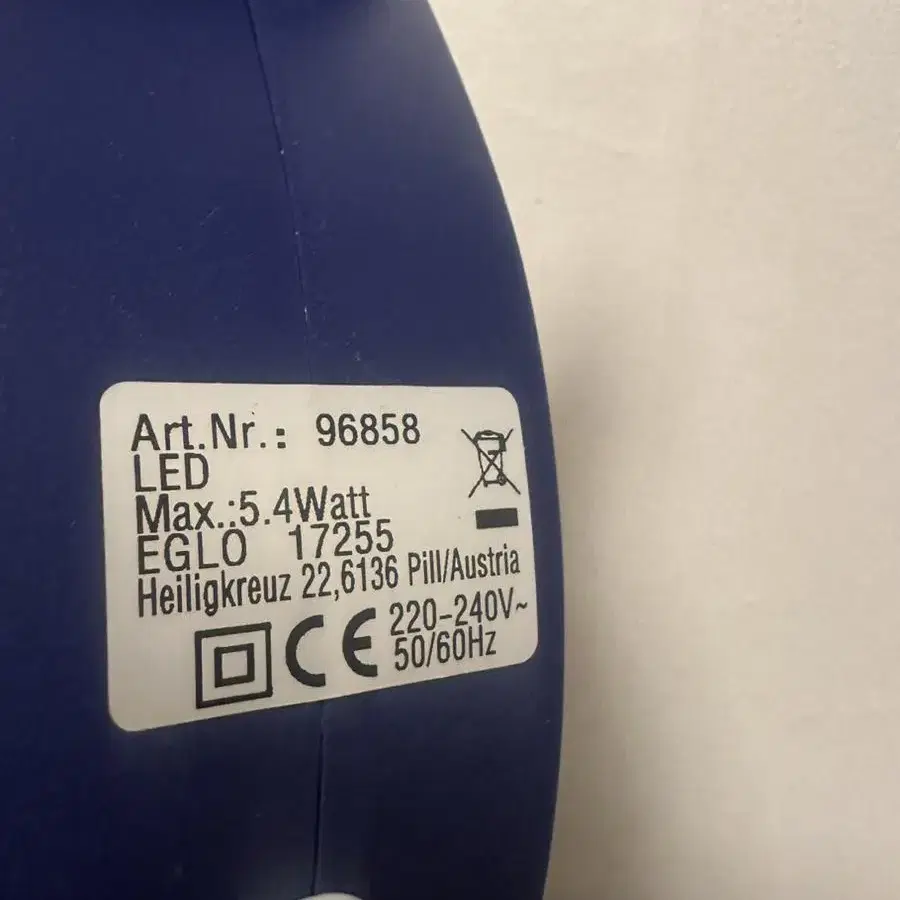 Art.Nr.: 96858
LED
Max.:5.4Watt
EGLO 17255
Heiligkreuz 22,6136 Pill/Austria
CE 220-240V~
50/60Hz